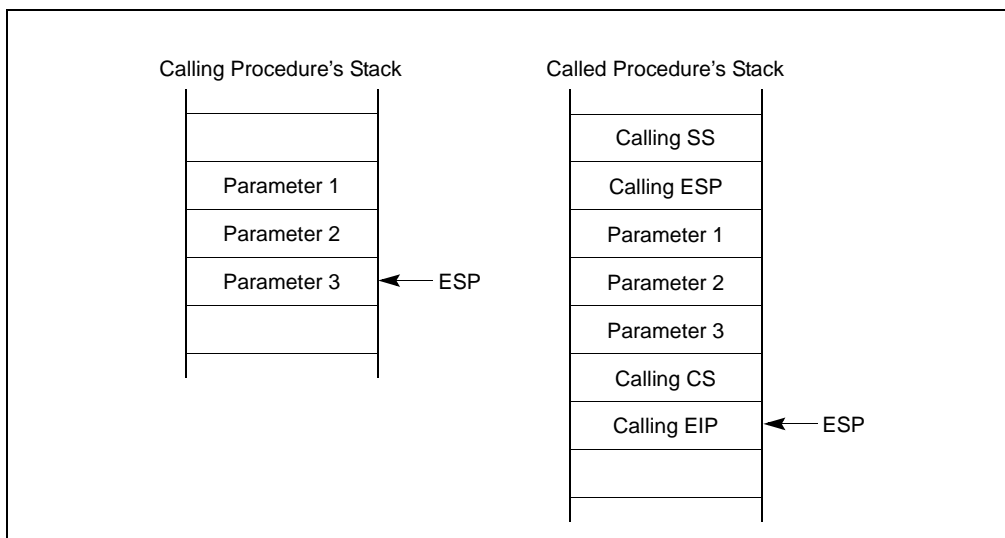 Calling Procedure's Stack
Parameter 1
Parameter 2
Parameter 3
ESP
Called Procedure's Stack
Calling SS
Calling ESP
Parameter 1
Parameter 2
Parameter 3
Calling CS
Calling EIP
ESP